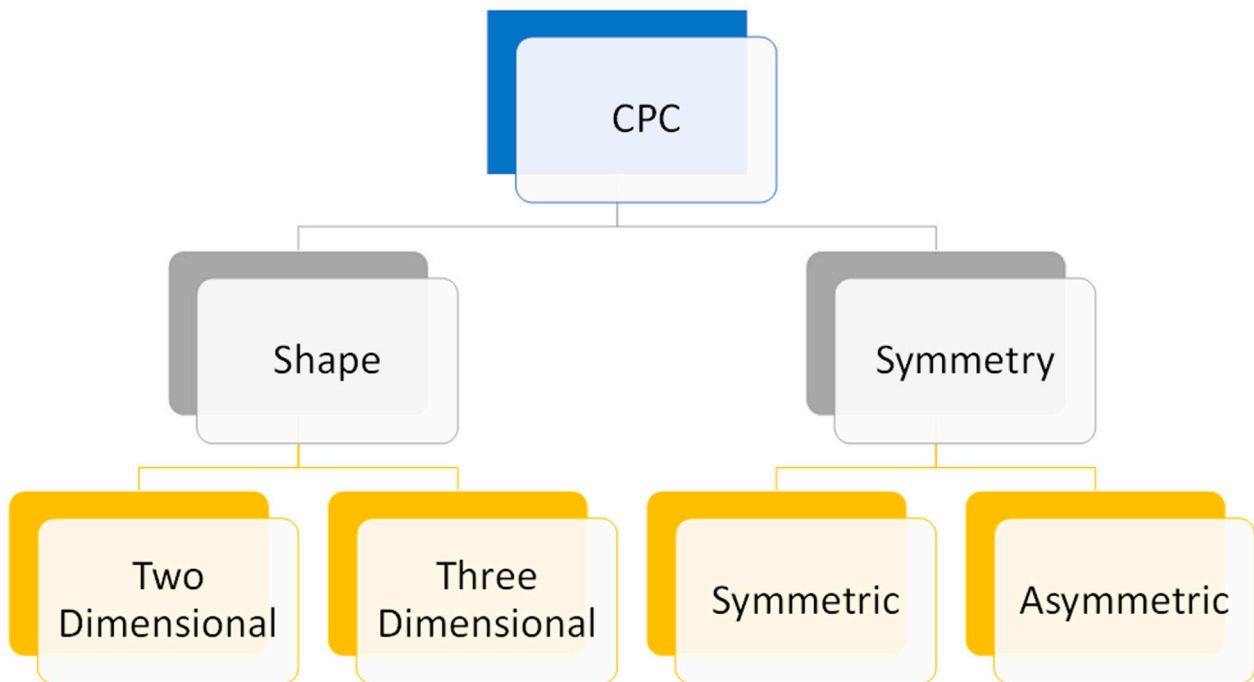 CPC
Shape
Symmetry
Two
Dimensional
Three
Dimensional
Symmetric
Asymmetric